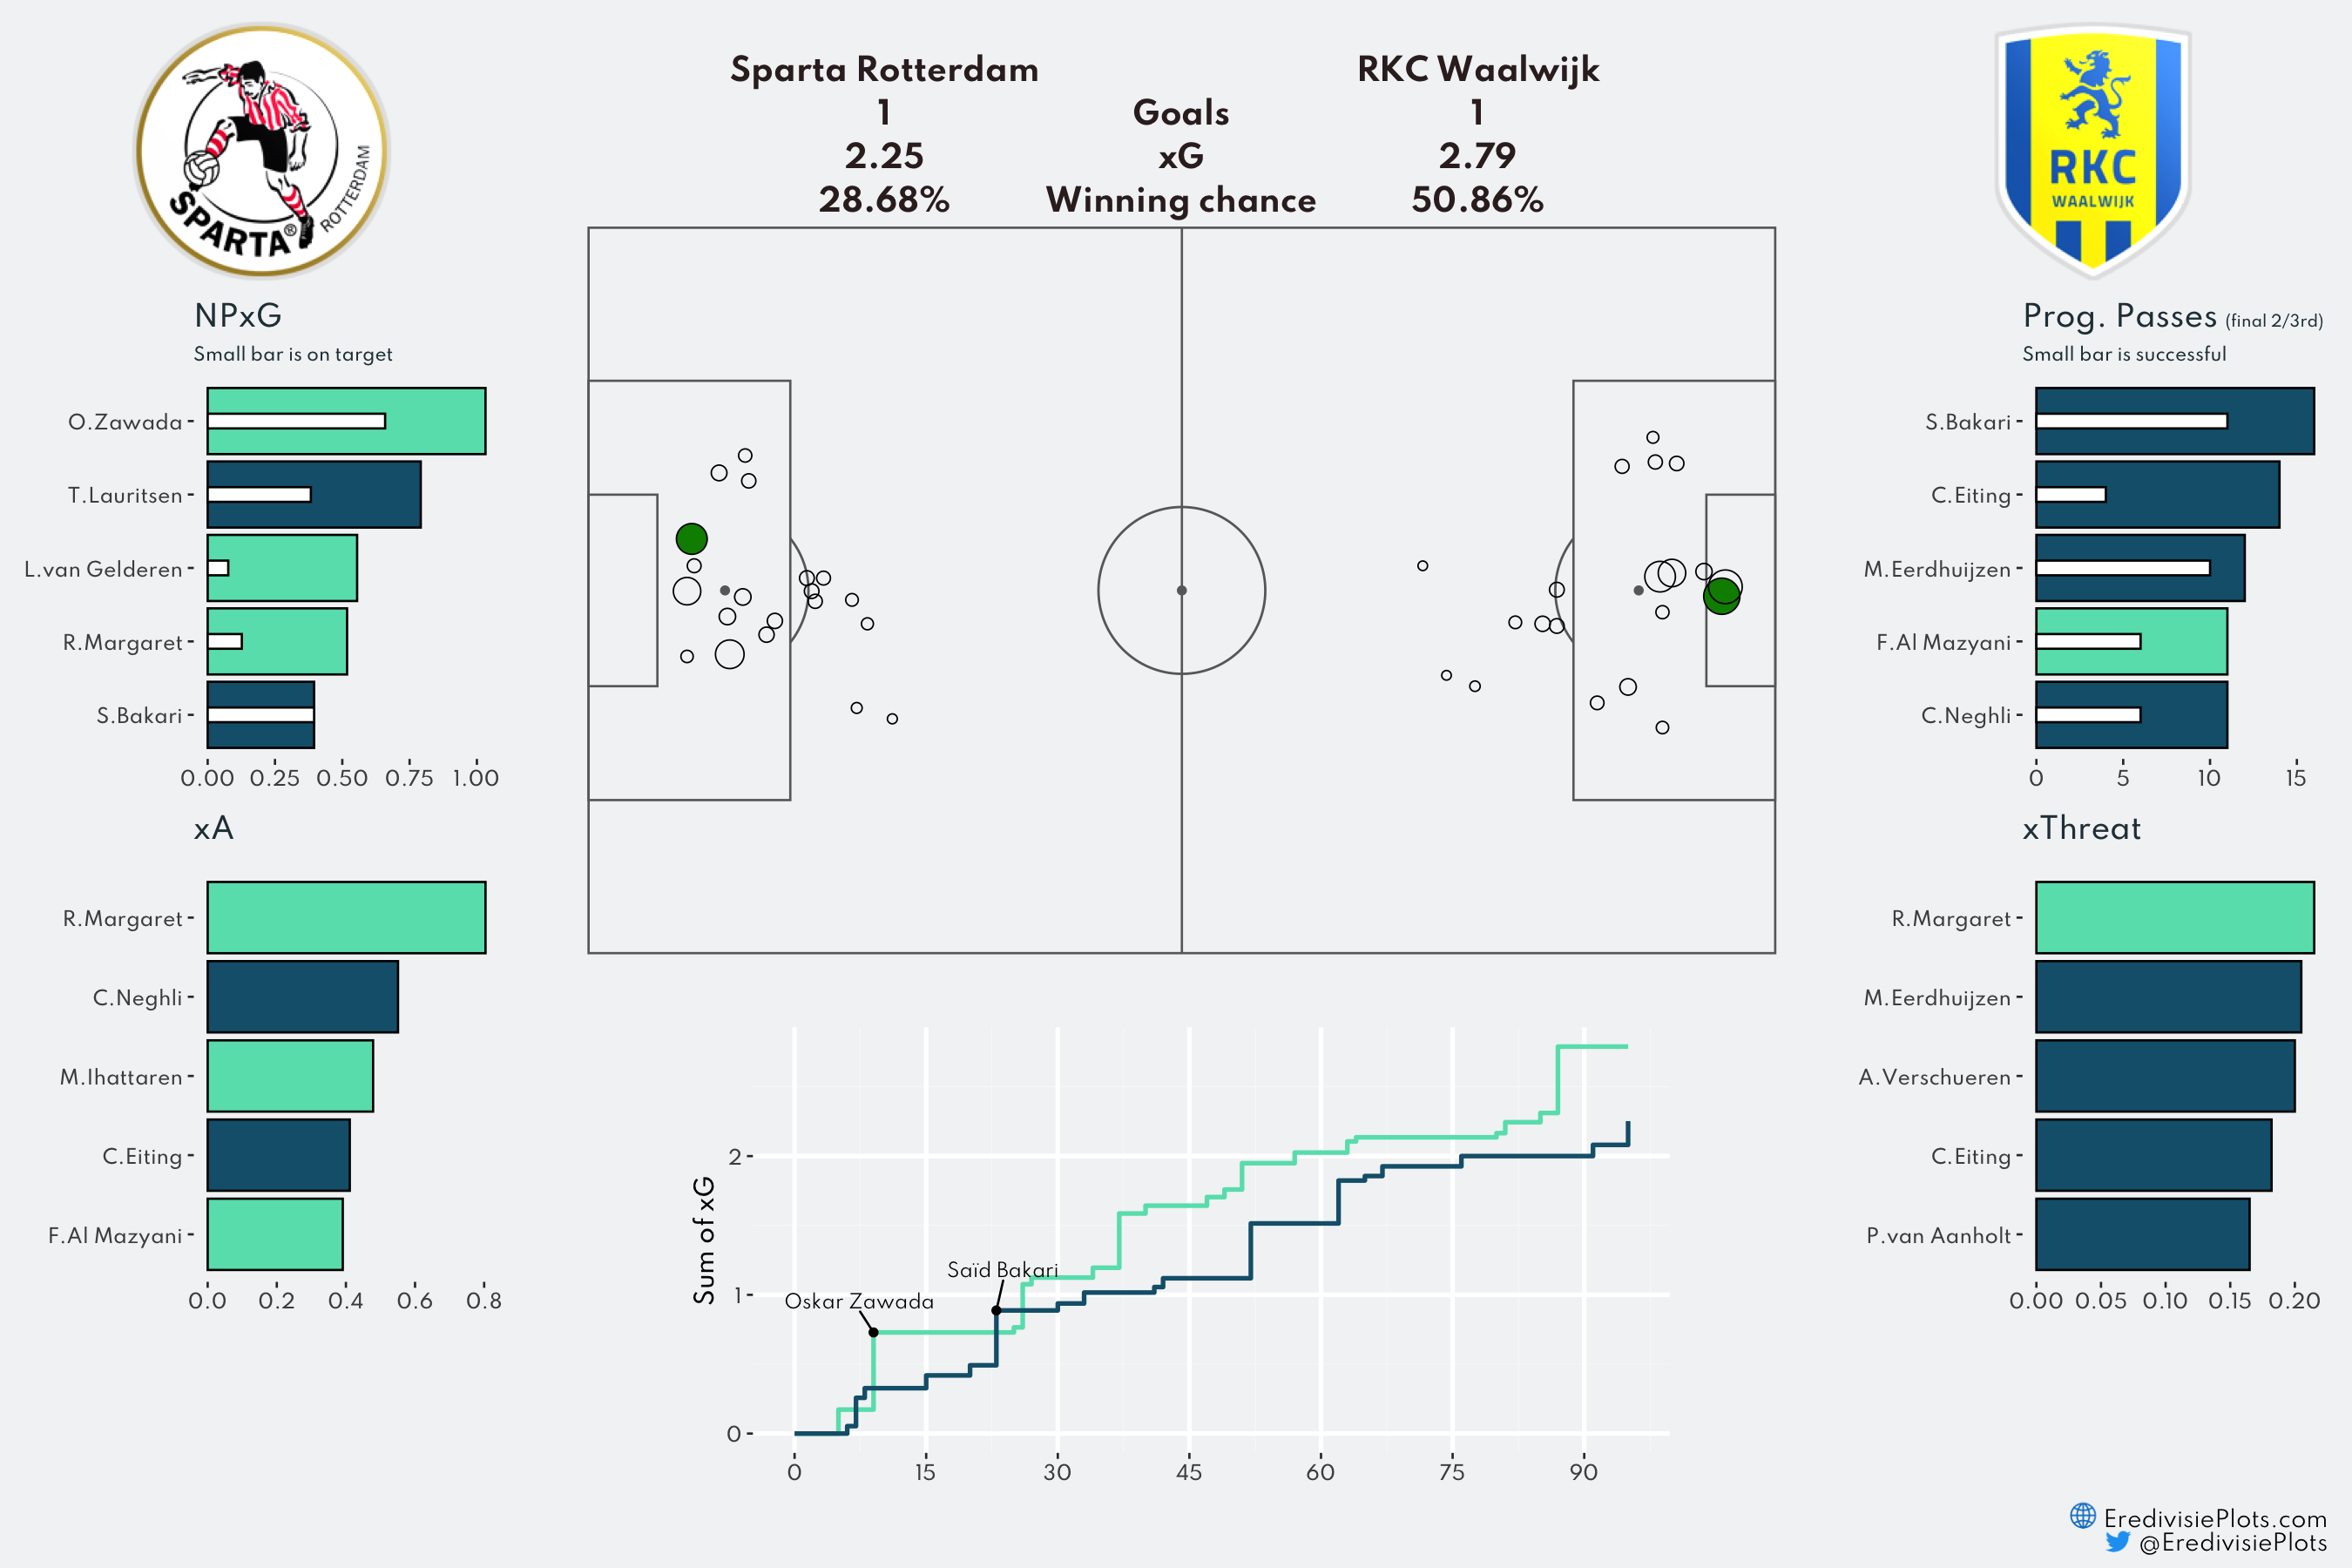 SPARTA® ROTTERDAM
Sparta Rotterdam RKC Waalwijk
1 Goals 1
2.25 xG 2.79
28.68% Winning chance 50.86%
RKC
WAALWIJK
NPxG
Small bar is on target
O.Zawada
T.Lauritsen
L.van Gelderen
R.Margaret
S.Bakari
0.00 0.25 0.50 0.75 1.00
xA
R.Margaret
C.Neghli
M.Ihattaren
C.Eiting
F.Al Mazyani
0.0 0.2 0.4 0.6 0.8
Sum of xG
2
1
0
Oskar Zawada
Saïd Bakari
0 15 30 45 60 75 90
Prog. Passes (final 2/3rd)
Small bar is successful
S.Bakari
C.Eiting
M.Eerdhuijzen
F.Al Mazyani
C.Neghli
0 5 10 15
xThreat
R.Margaret
M.Eerdhuijzen
A.Verschueren
C.Eiting
P.van Aanholt
0.00 0.05 0.10 0.15 0.20
EredivisiePlots.com
@EredivisiePlots